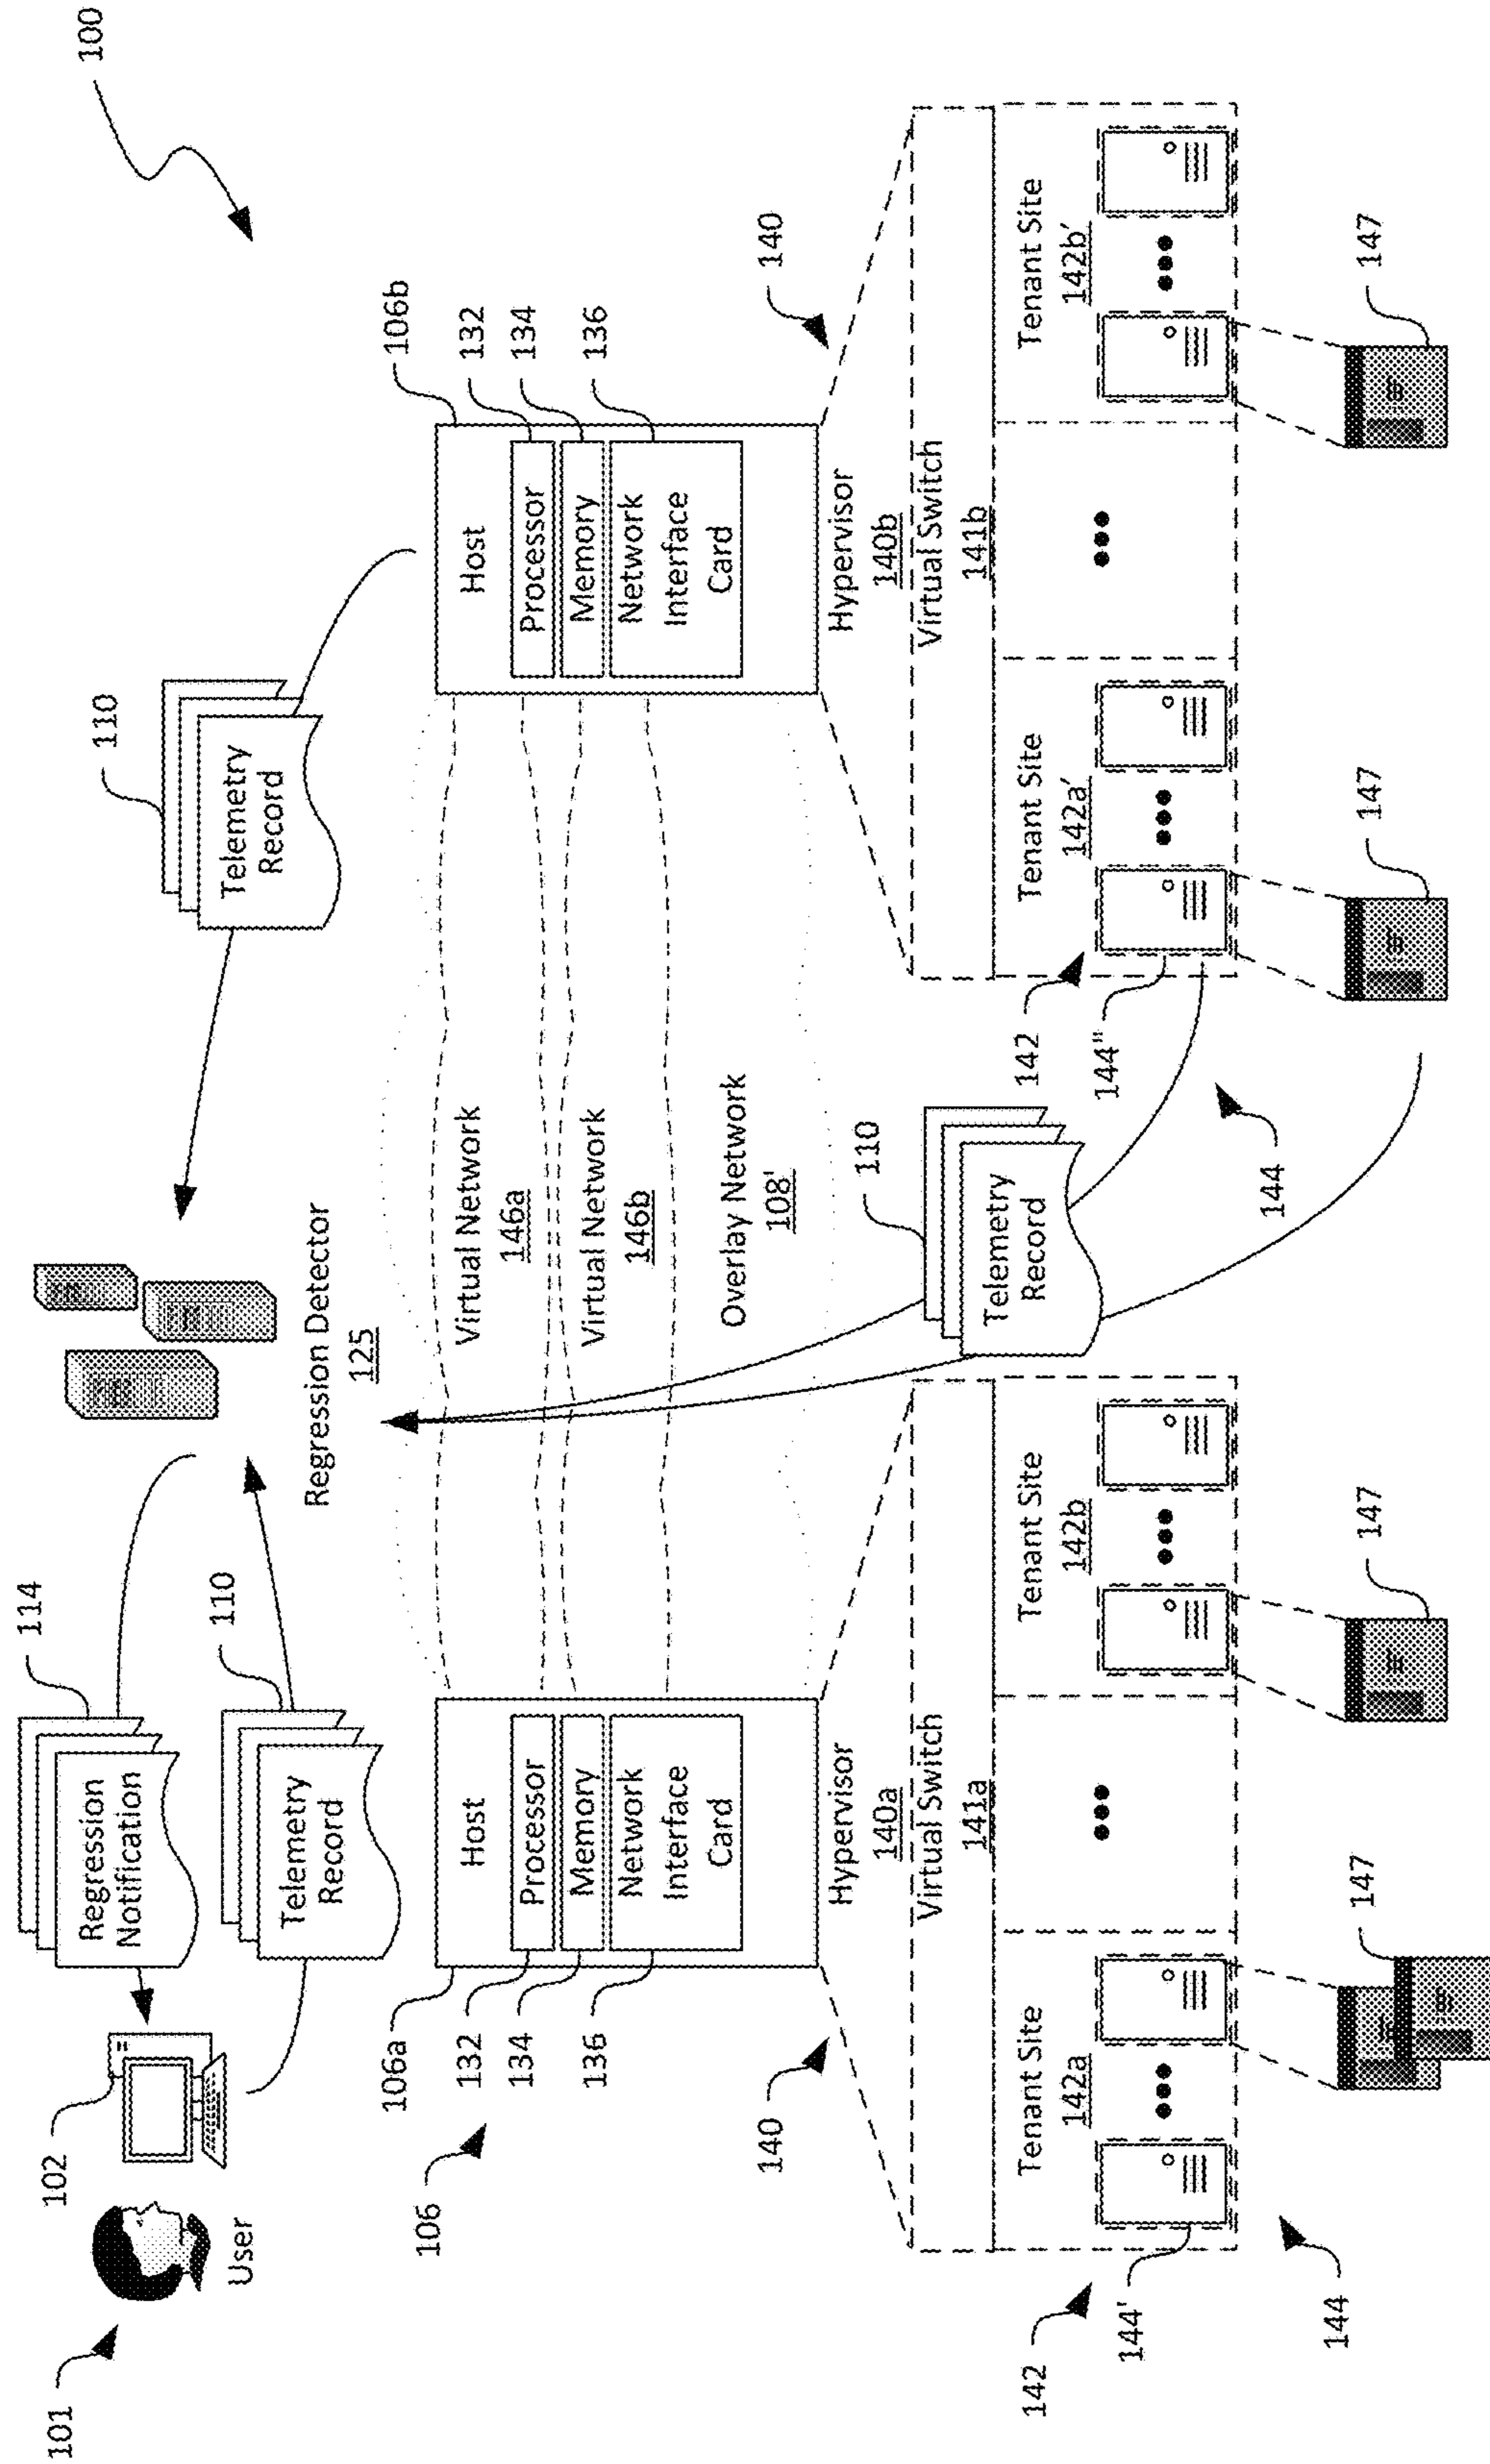 100
101
User
102
114
Regression
Notification
110
Telemetry
Record
Regression Detector
125
110
Telemetry
Record
106
106a
132
134
136
Host
Processor
Memory
Network
Interface
Card
Virtual Network
146a
Virtual Network
146b
Overlay Network
108'
106b
132
134
136
Host
Processor
Memory
Network
Interface
Card
140
Hypervisor
140a
Virtual Switch
141a
110
Telemetry
Record
140
Hypervisor
140b
Virtual Switch
141b
142
144'
144
Tenant Site
142a
Tenant Site
142b
147
147
142
144"
144
Tenant Site
142a'
Tenant Site
142b'
147
147